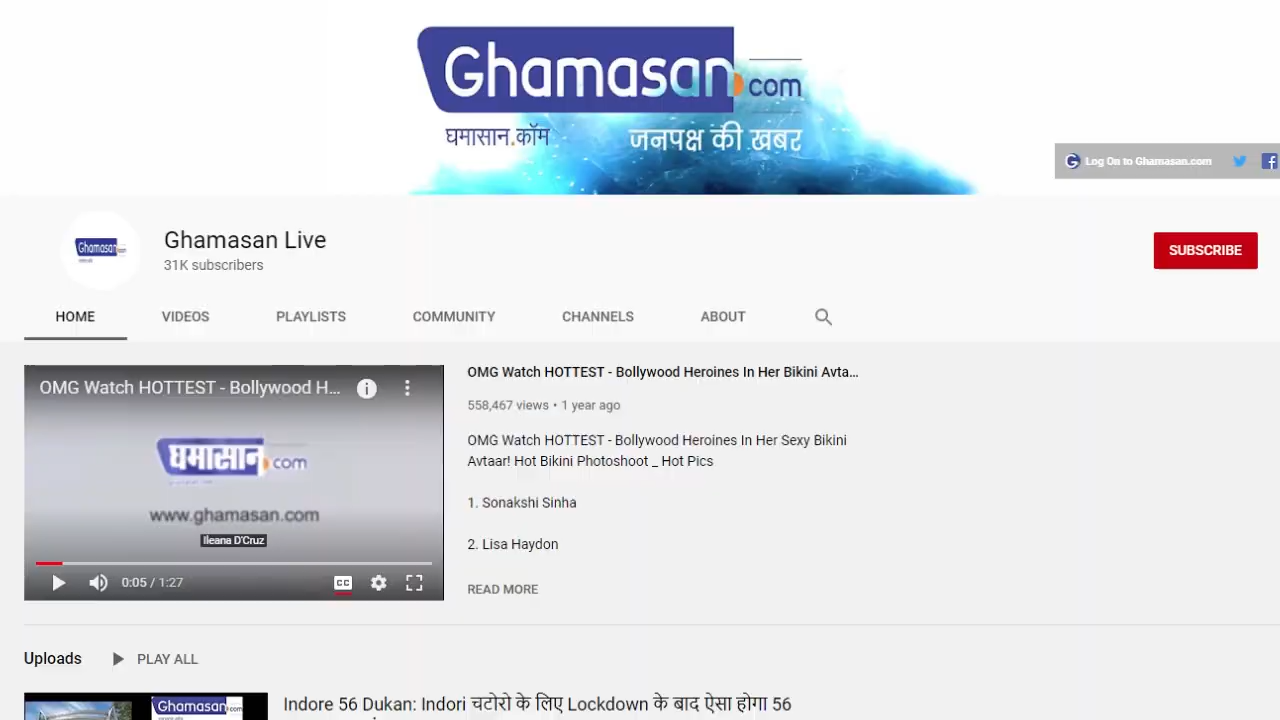 Ghamasan.com
घमासान.कॉम
जनपक्ष की खबर
Log On to Ghamasan.com
Ghamasan
Ghamasan Live
31K subscribers
SUBSCRIBE
HOME
VIDEOS
PLAYLISTS
COMMUNITY
CHANNELS
ABOUT
OMG Watch HOTTEST - Bollywood H...
घमासान.com
www.ghamasan.com
Ileana D'Cruz
0:05 / 1:27
CC
OMG Watch HOTTEST - Bollywood Heroines In Her Bikini Avta...
558,467 views • 1 year ago
OMG Watch HOTTEST - Bollywood Heroines In Her Sexy Bikini
Avtaar! Hot Bikini Photoshoot _ Hot Pics
1. Sonakshi Sinha
2. Lisa Haydon
READ MORE
Uploads
PLAY ALL
Ghamasan
Indore 56 Dukan: Indori चटोरो के लिए Lockdown के बाद ऐसा होगा 56